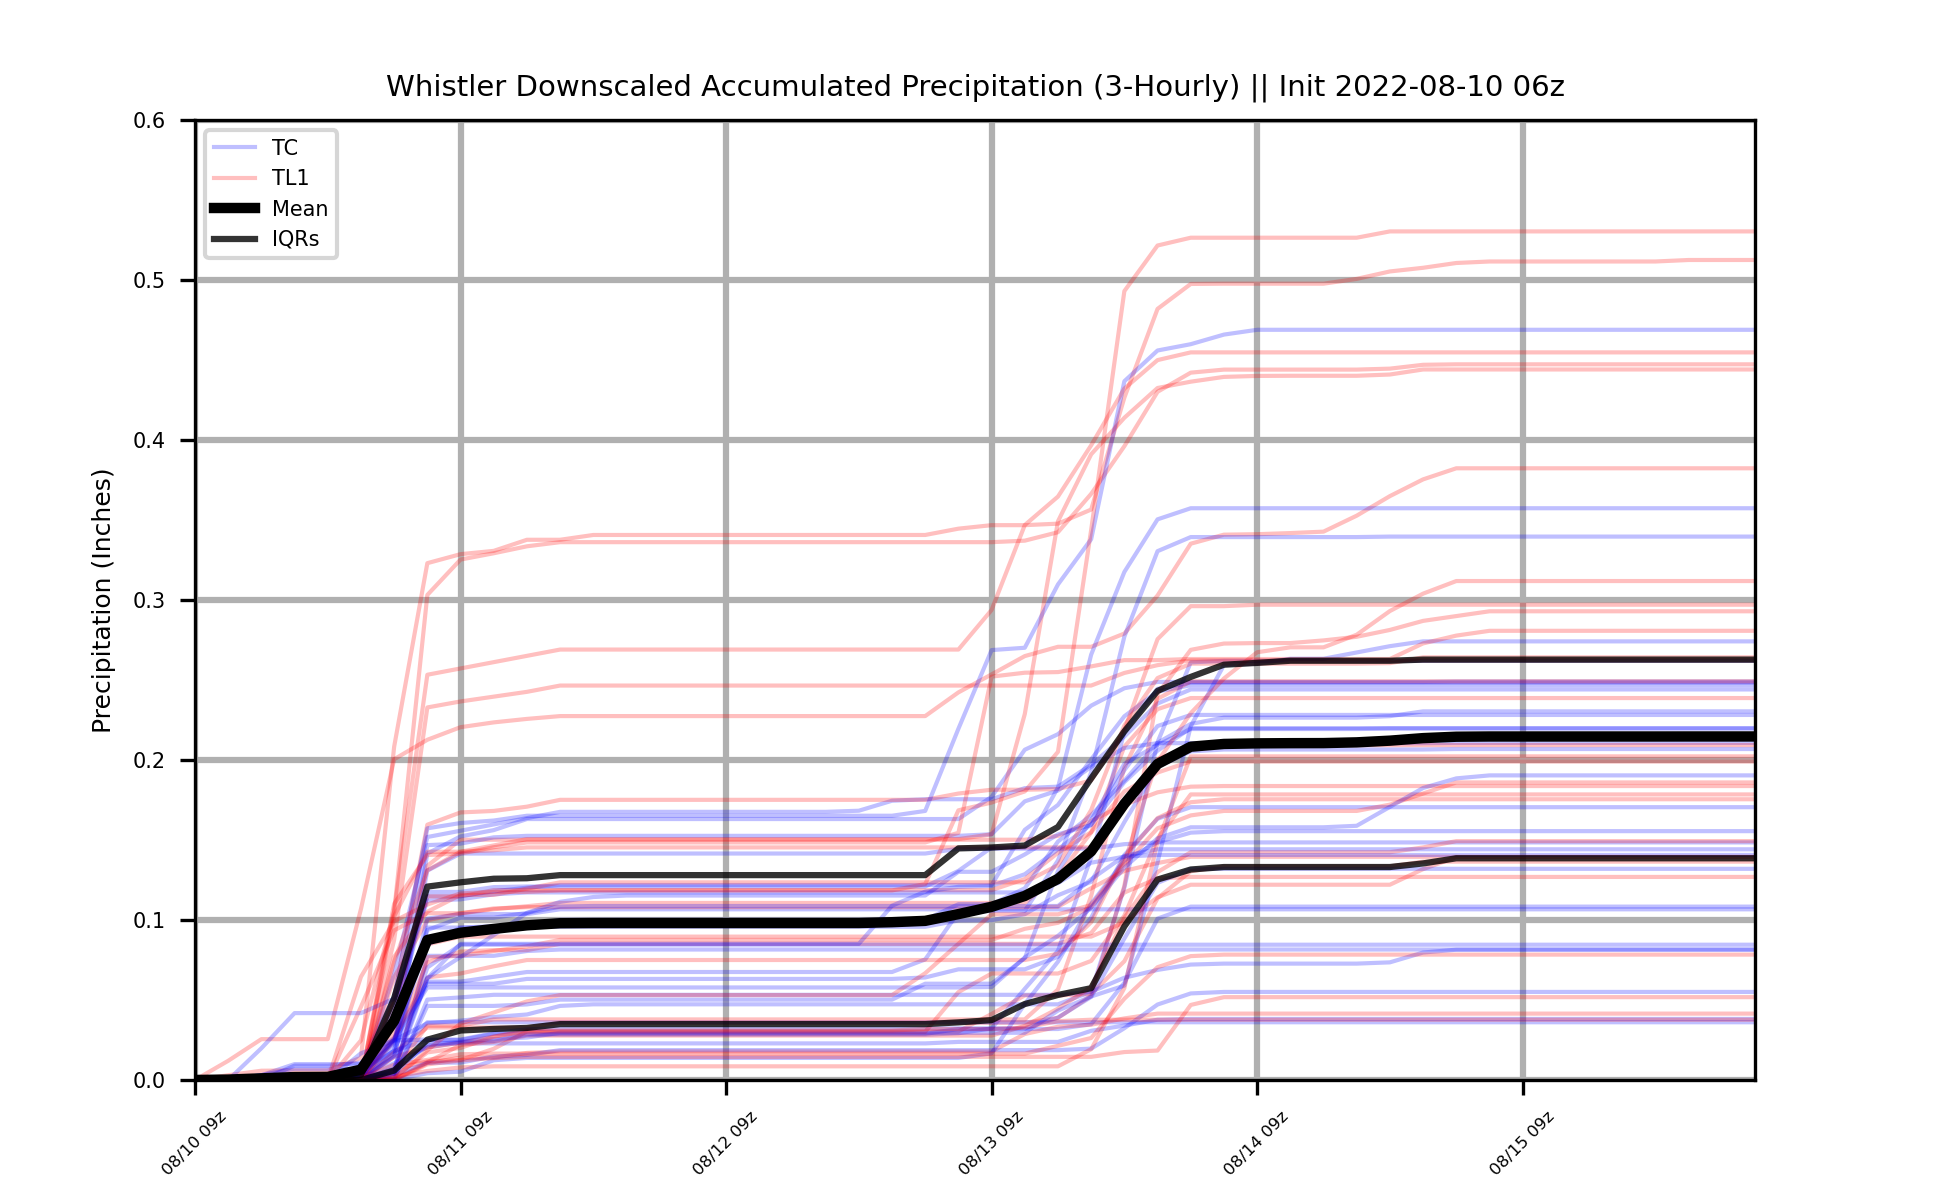 Whistler Downscaled Accumulated Precipitation (3-Hourly) || Init 2022-08-10 06z
0.6
0.5
0.4
0.3
0.2
0.1
0.0
Precipitation (Inches)
TC
TL1
Mean
IQRs
08/10 09z
08/11 09z
08/12 09z
08/13 09z
08/14 09z
08/15 09z